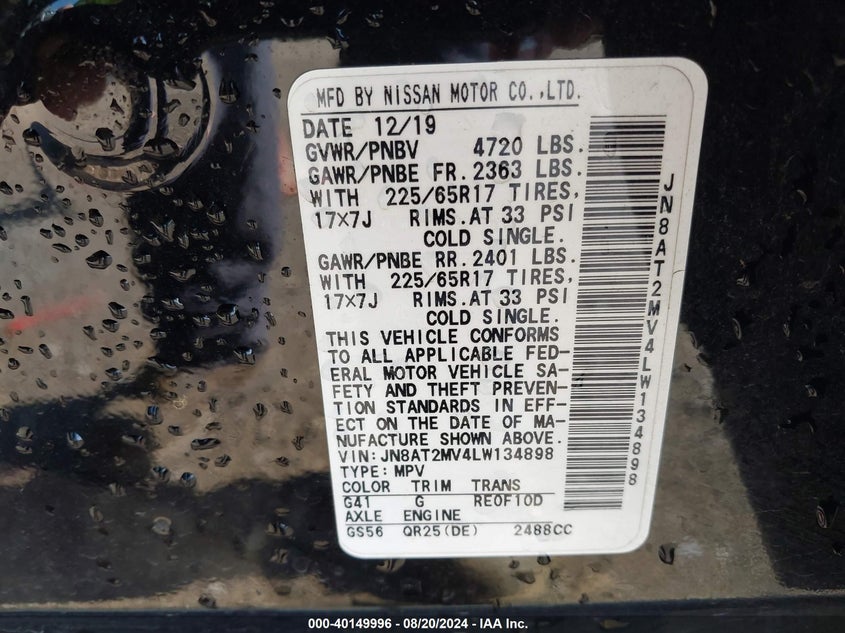 MFD BY NISSAN MOTOR CO.,LTD.
DATE 12/19
GVWR/PNBV 4720 LBS.
GAWR/PNBE FR.2363 LBS.
WITH 225/65R17 TIRES,
17×7J RIMS.AT 33 PSI
COLD SINGLE.
GAWR/PNBE RR.2401 LBS.
WITH 225/65R17 TIRES,
17×7J RIMS.AT 33 PSI
COLD SINGLE.
THIS VEHICLE CONFORMS
TO ALL APPLICABLE FED-
ERAL MOTOR VEHICLE SA-
FETY AND THEFT PREVEN-
TION STANDARDS IN EFF-
ECT ON THE DATE OF MA-
NUFACTURE SHOWN ABOVE.
VIN:JN8AT2MV4LW134898
TYPE:MPV
COLOR TRIM TRANS
G41 G RE0F10D
AXLE ENGINE
GS56 QR25(DE) 2488CC
JN8AT2MV4LW134898
000-40149996 - 08/20/2024 - IAA Inc.